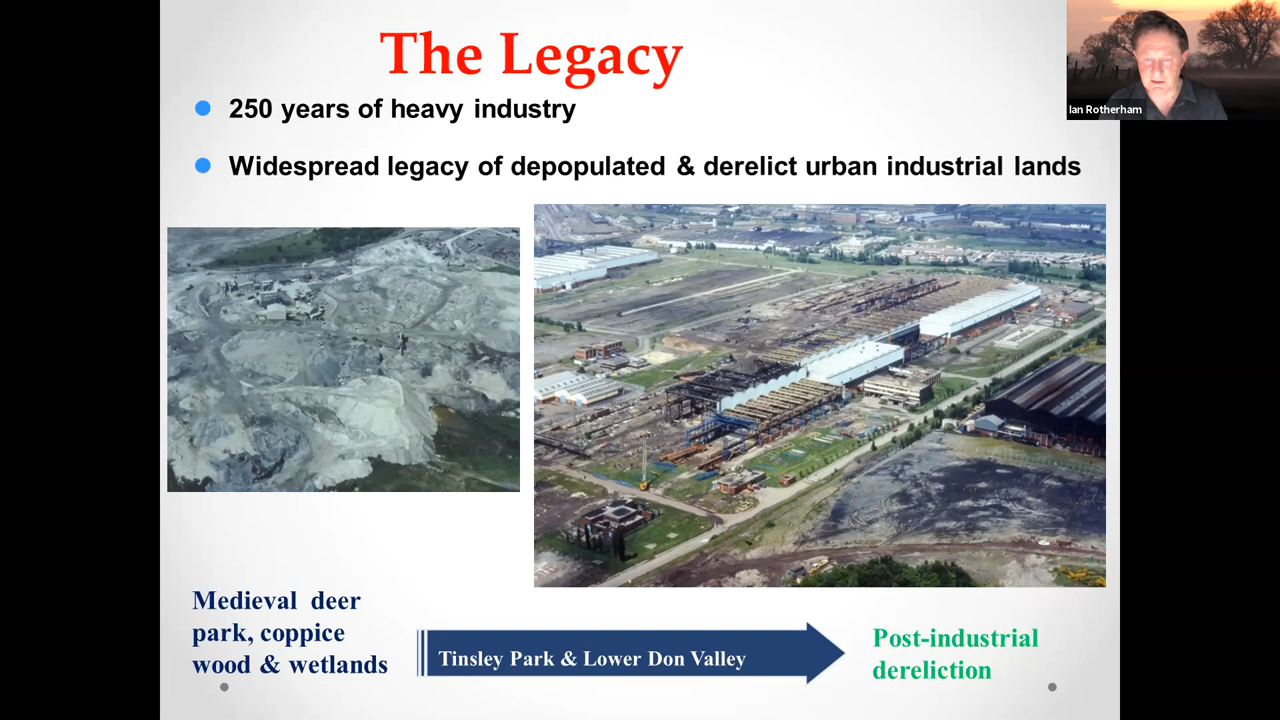 The Legacy
250 years of heavy industry
Widespread legacy of depopulated & derelict urban industrial lands
Ian Rotherham
Medieval deer
park, coppice
wood & wetlands
Tinsley Park & Lower Don Valley
Post-industrial
dereliction